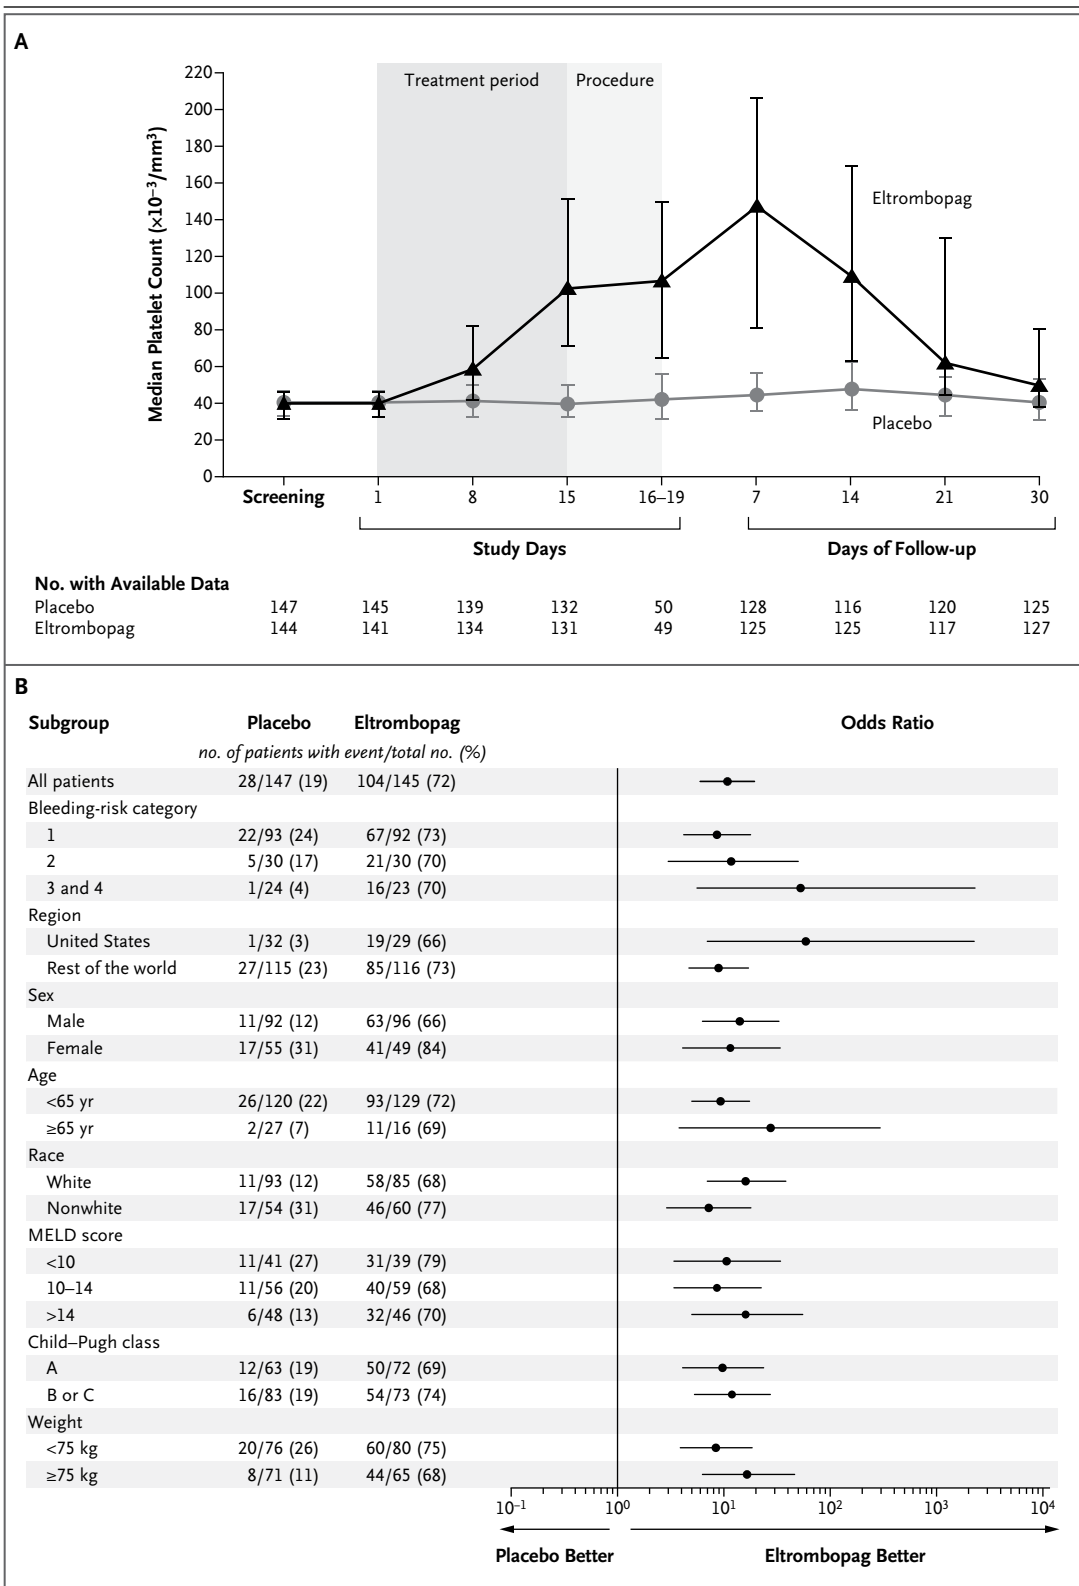 A
Treatment period Procedure
Median Platelet Count (×10⁻³/mm³)
220
200
180
160
140
120
100
80
60
40
20
0
Eltrombopag
Placebo
Screening 1 8 15 16–19 7 14 21 30
Study Days Days of Follow-up
No. with Available Data
Placebo 147 145 139 132 50 128 116 120 125
Eltrombopag 144 141 134 131 49 125 125 117 127
B
Subgroup Placebo Eltrombopag Odds Ratio
no. of patients with event/total no. (%)
All patients 28/147 (19) 104/145 (72)
Bleeding-risk category
1 22/93 (24) 67/92 (73)
2 5/30 (17) 21/30 (70)
3 and 4 1/24 (4) 16/23 (70)
Region
United States 1/32 (3) 19/29 (66)
Rest of the world 27/115 (23) 85/116 (73)
Sex
Male 11/92 (12) 63/96 (66)
Female 17/55 (31) 41/49 (84)
Age
<65 yr 26/120 (22) 93/129 (72)
≥65 yr 2/27 (7) 11/16 (69)
Race
White 11/93 (12) 58/85 (68)
Nonwhite 17/54 (31) 46/60 (77)
MELD score
<10 11/41 (27) 31/39 (79)
10–14 11/56 (20) 40/59 (68)
>14 6/48 (13) 32/46 (70)
Child–Pugh class
A 12/63 (19) 50/72 (69)
B or C 16/83 (19) 54/73 (74)
Weight
<75 kg 20/76 (26) 60/80 (75)
≥75 kg 8/71 (11) 44/65 (68)
10⁻¹ 10⁰ 10¹ 10² 10³ 10⁴
Placebo Better Eltrombopag Better